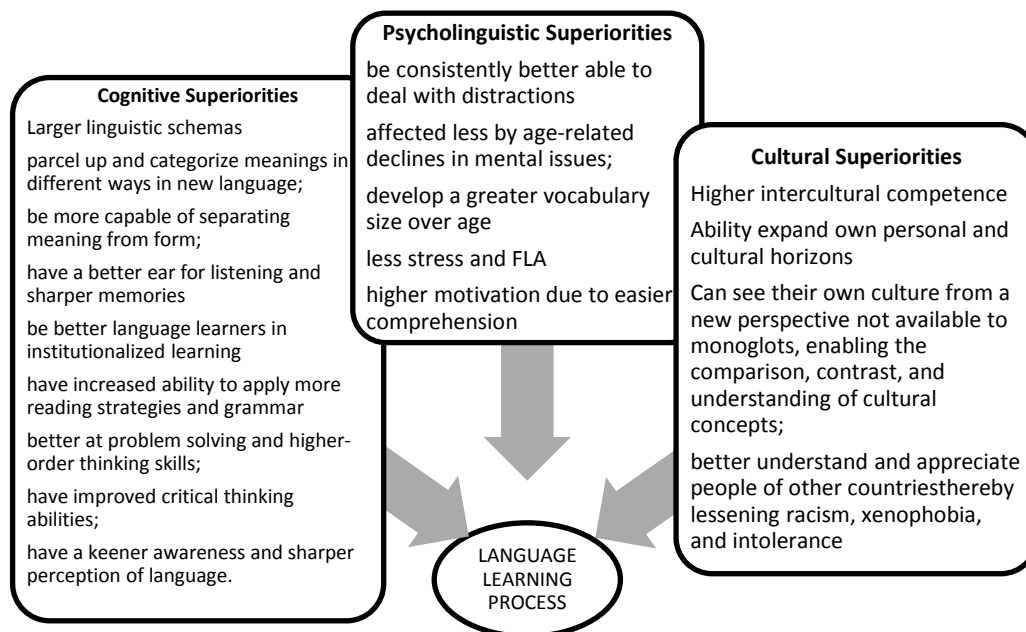 Cognitive Superiorities
Larger linguistic schemas
parcel up and categorize meanings in
different ways in new language;
be more capable of separating
meaning from form;
have a better ear for listening and
sharper memories
be better language learners in
institutionalized learning
have increased ability to apply more
reading strategies and grammar
better at problem solving and higher-
order thinking skills;
have improved critical thinking
abilities;
have a keener awareness and sharper
perception of language.
Psycholinguistic Superiorities
be consistently better able to
deal with distractions
affected less by age-related
declines in mental issues;
develop a greater vocabulary
size over age
less stress and FLA
higher motivation due to easier
comprehension
Cultural Superiorities
Higher intercultural competence
Ability expand own personal and
cultural horizons
Can see their own culture from a
new perspective not available to
monoglots, enabling the
comparison, contrast, and
understanding of cultural
concepts;
better understand and appreciate
people of other countriesthereby
lessening racism, xenophobia,
and intolerance
LANGUAGE
LEARNING
PROCESS